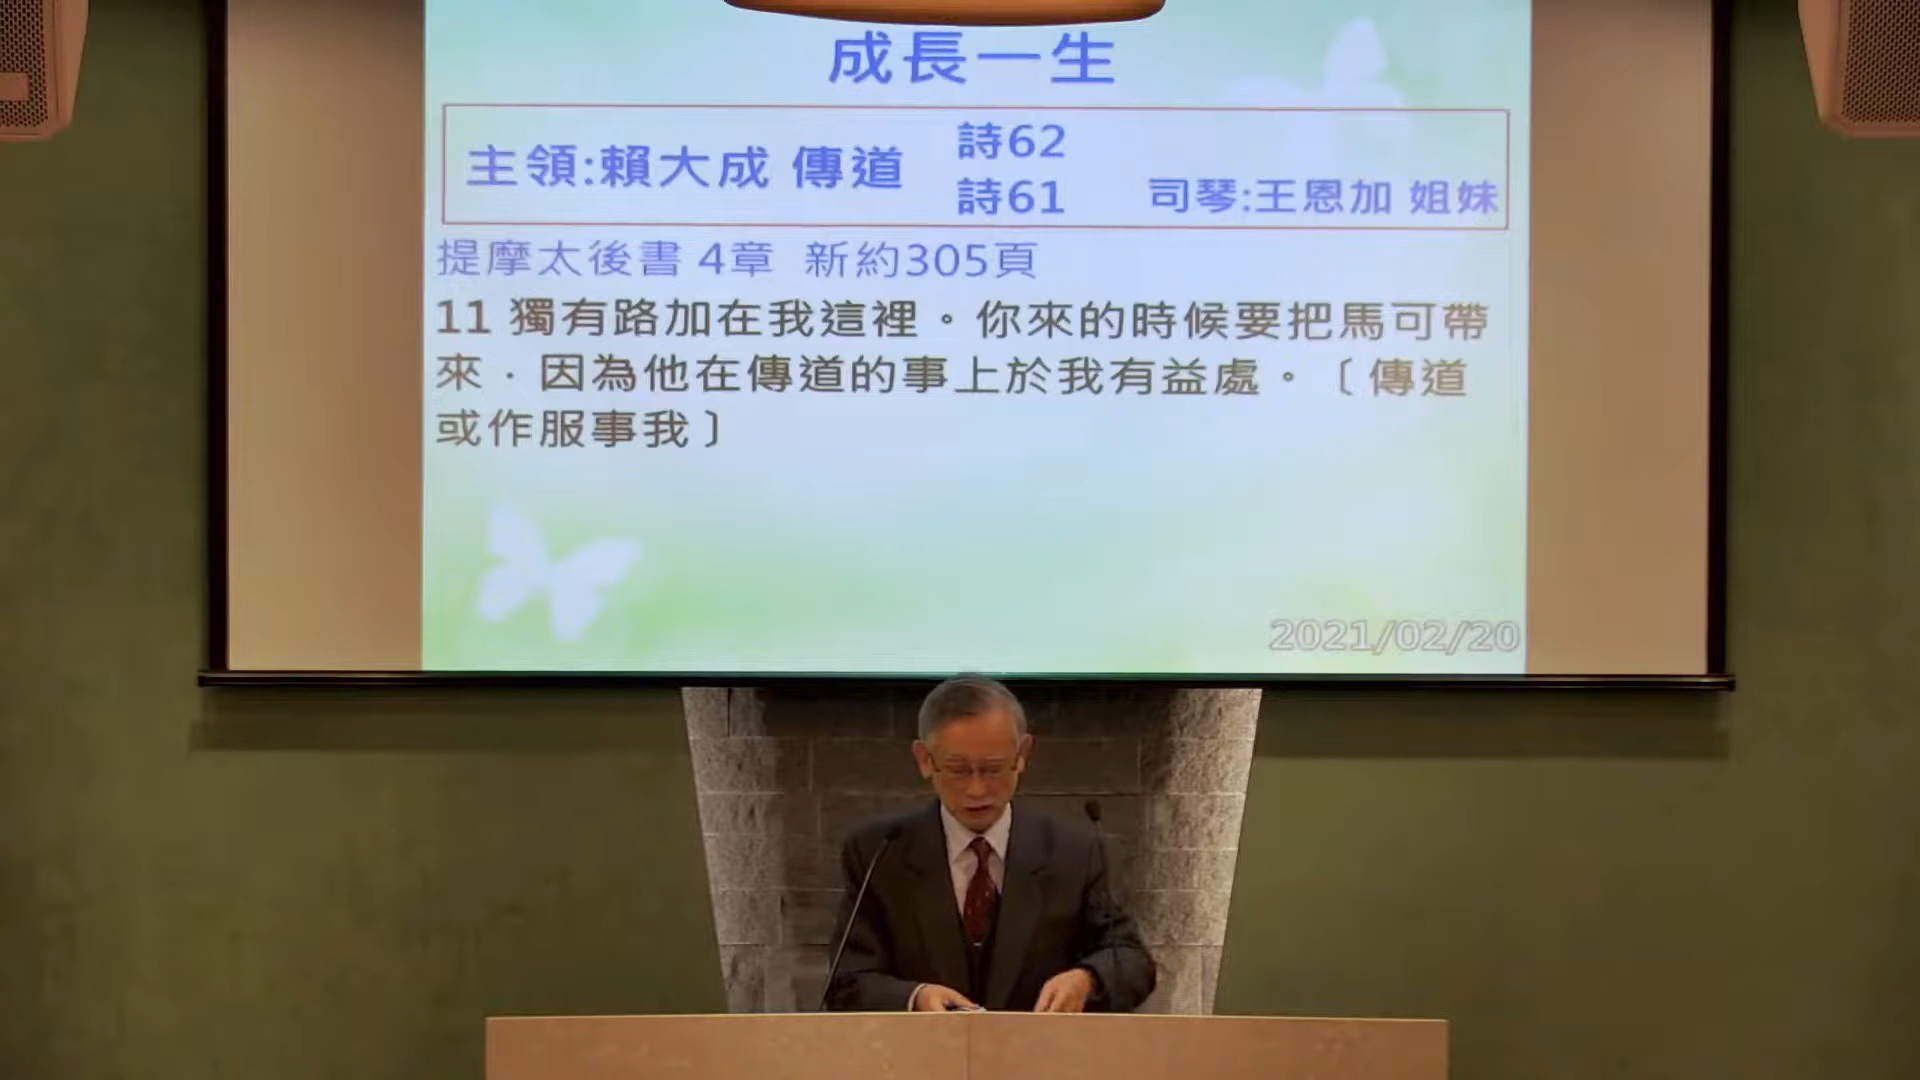 成長一生
主領:賴大成 傳道
詩62
詩61
司琴:王恩加 姐妹
提摩太後書 4章 新約305頁
11 獨有路加在我這裡。你來的時候要把馬可帶
來．因為他在傳道的事上於我有益處。〔傳道
或作服事我〕
2021/02/20